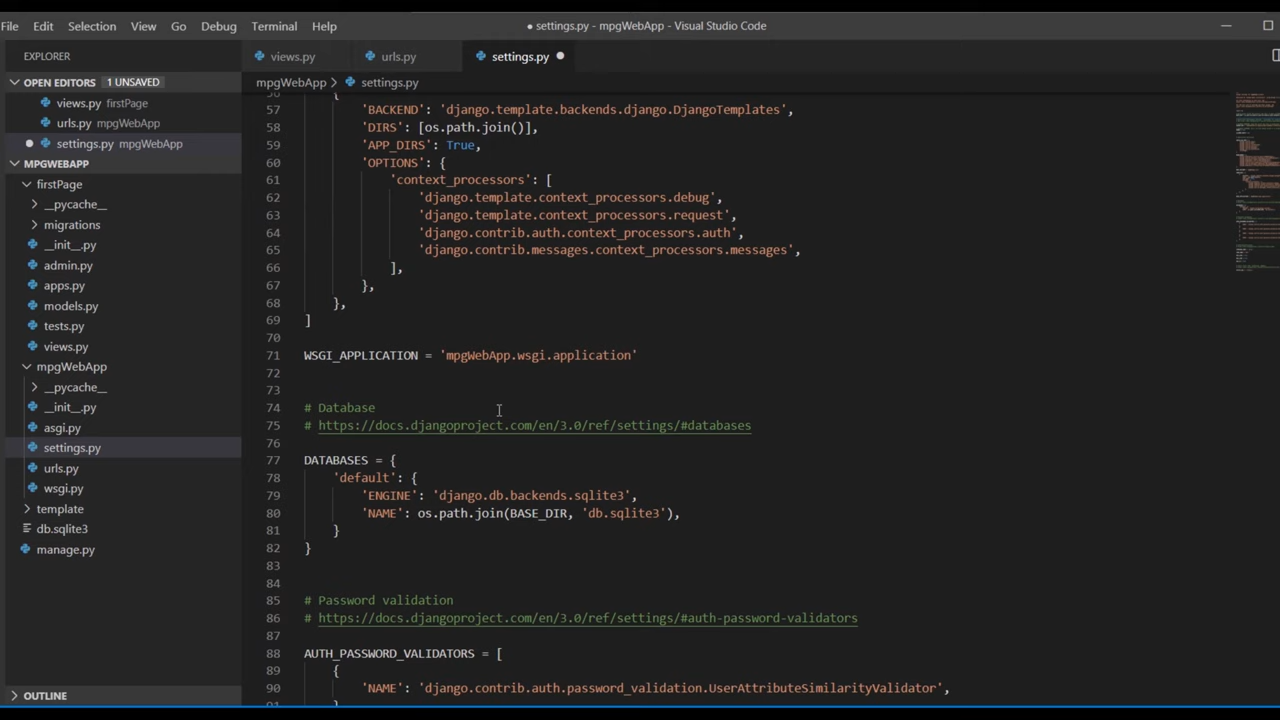 File Edit Selection View Go Debug Terminal Help
● settings.py - mpgWebApp - Visual Studio Code
EXPLORER
OPEN EDITORS 1 UNSAVED
views.py firstPage
urls.py mpgWebApp
settings.py mpgWebApp
MPGWEBAPP
firstPage
__pycache__
migrations
__init__.py
admin.py
apps.py
models.py
tests.py
views.py
mpgWebApp
__pycache__
__init__.py
asgi.py
settings.py
urls.py
wsgi.py
template
db.sqlite3
manage.py
OUTLINE
views.py urls.py settings.py
mpgWebApp > settings.py
56 {
57 'BACKEND': 'django.template.backends.django.DjangoTemplates',
58 'DIRS': [os.path.join()],
59 'APP_DIRS': True,
60 'OPTIONS': {
61 'context_processors': [
62 'django.template.context_processors.debug',
63 'django.template.context_processors.request',
64 'django.contrib.auth.context_processors.auth',
65 'django.contrib.messages.context_processors.messages',
66 ],
67 },
68 },
69 ]
70
71 WSGI_APPLICATION = 'mpgWebApp.wsgi.application'
72
73
74 # Database
75 # https://docs.djangoproject.com/en/3.0/ref/settings/#databases
76
77 DATABASES = {
78 'default': {
79 'ENGINE': 'django.db.backends.sqlite3',
80 'NAME': os.path.join(BASE_DIR, 'db.sqlite3'),
81 }
82 }
83
84
85 # Password validation
86 # https://docs.djangoproject.com/en/3.0/ref/settings/#auth-password-validators
87
88 AUTH_PASSWORD_VALIDATORS = [
89 {
90 'NAME': 'django.contrib.auth.password_validation.UserAttributeSimilarityValidator',
91 }